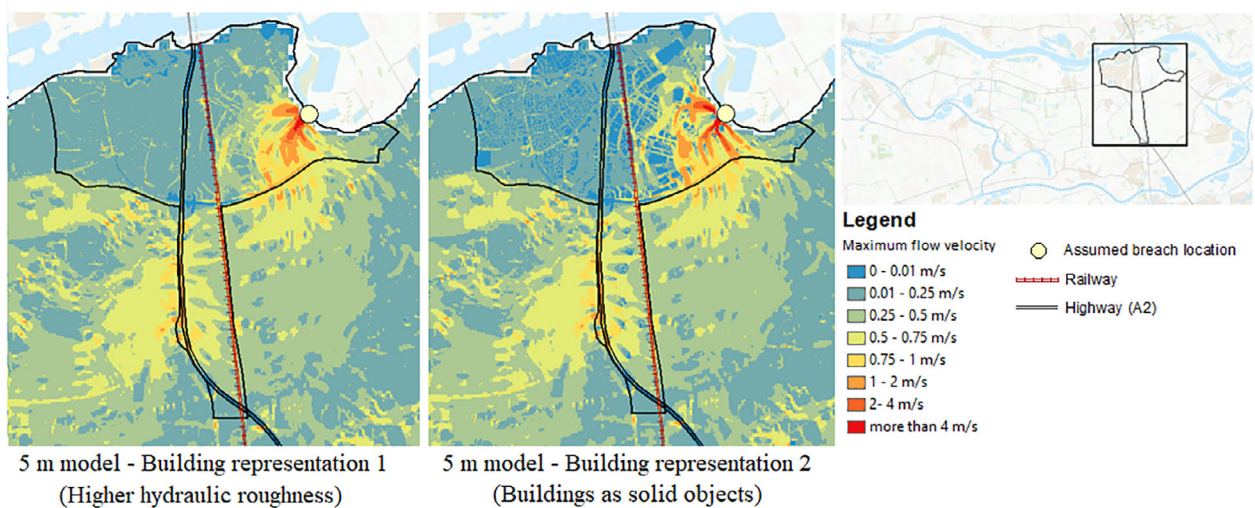 5 m model - Building representation 1
(Higher hydraulic roughness)
5 m model - Building representation 2
(Buildings as solid objects)
Legend
Maximum flow velocity
0 - 0.01 m/s
0.01 - 0.25 m/s
0.25 - 0.5 m/s
0.5 - 0.75 m/s
0.75 - 1 m/s
1 - 2 m/s
2- 4 m/s
more than 4 m/s
Assumed breach location
Railway
Highway (A2)